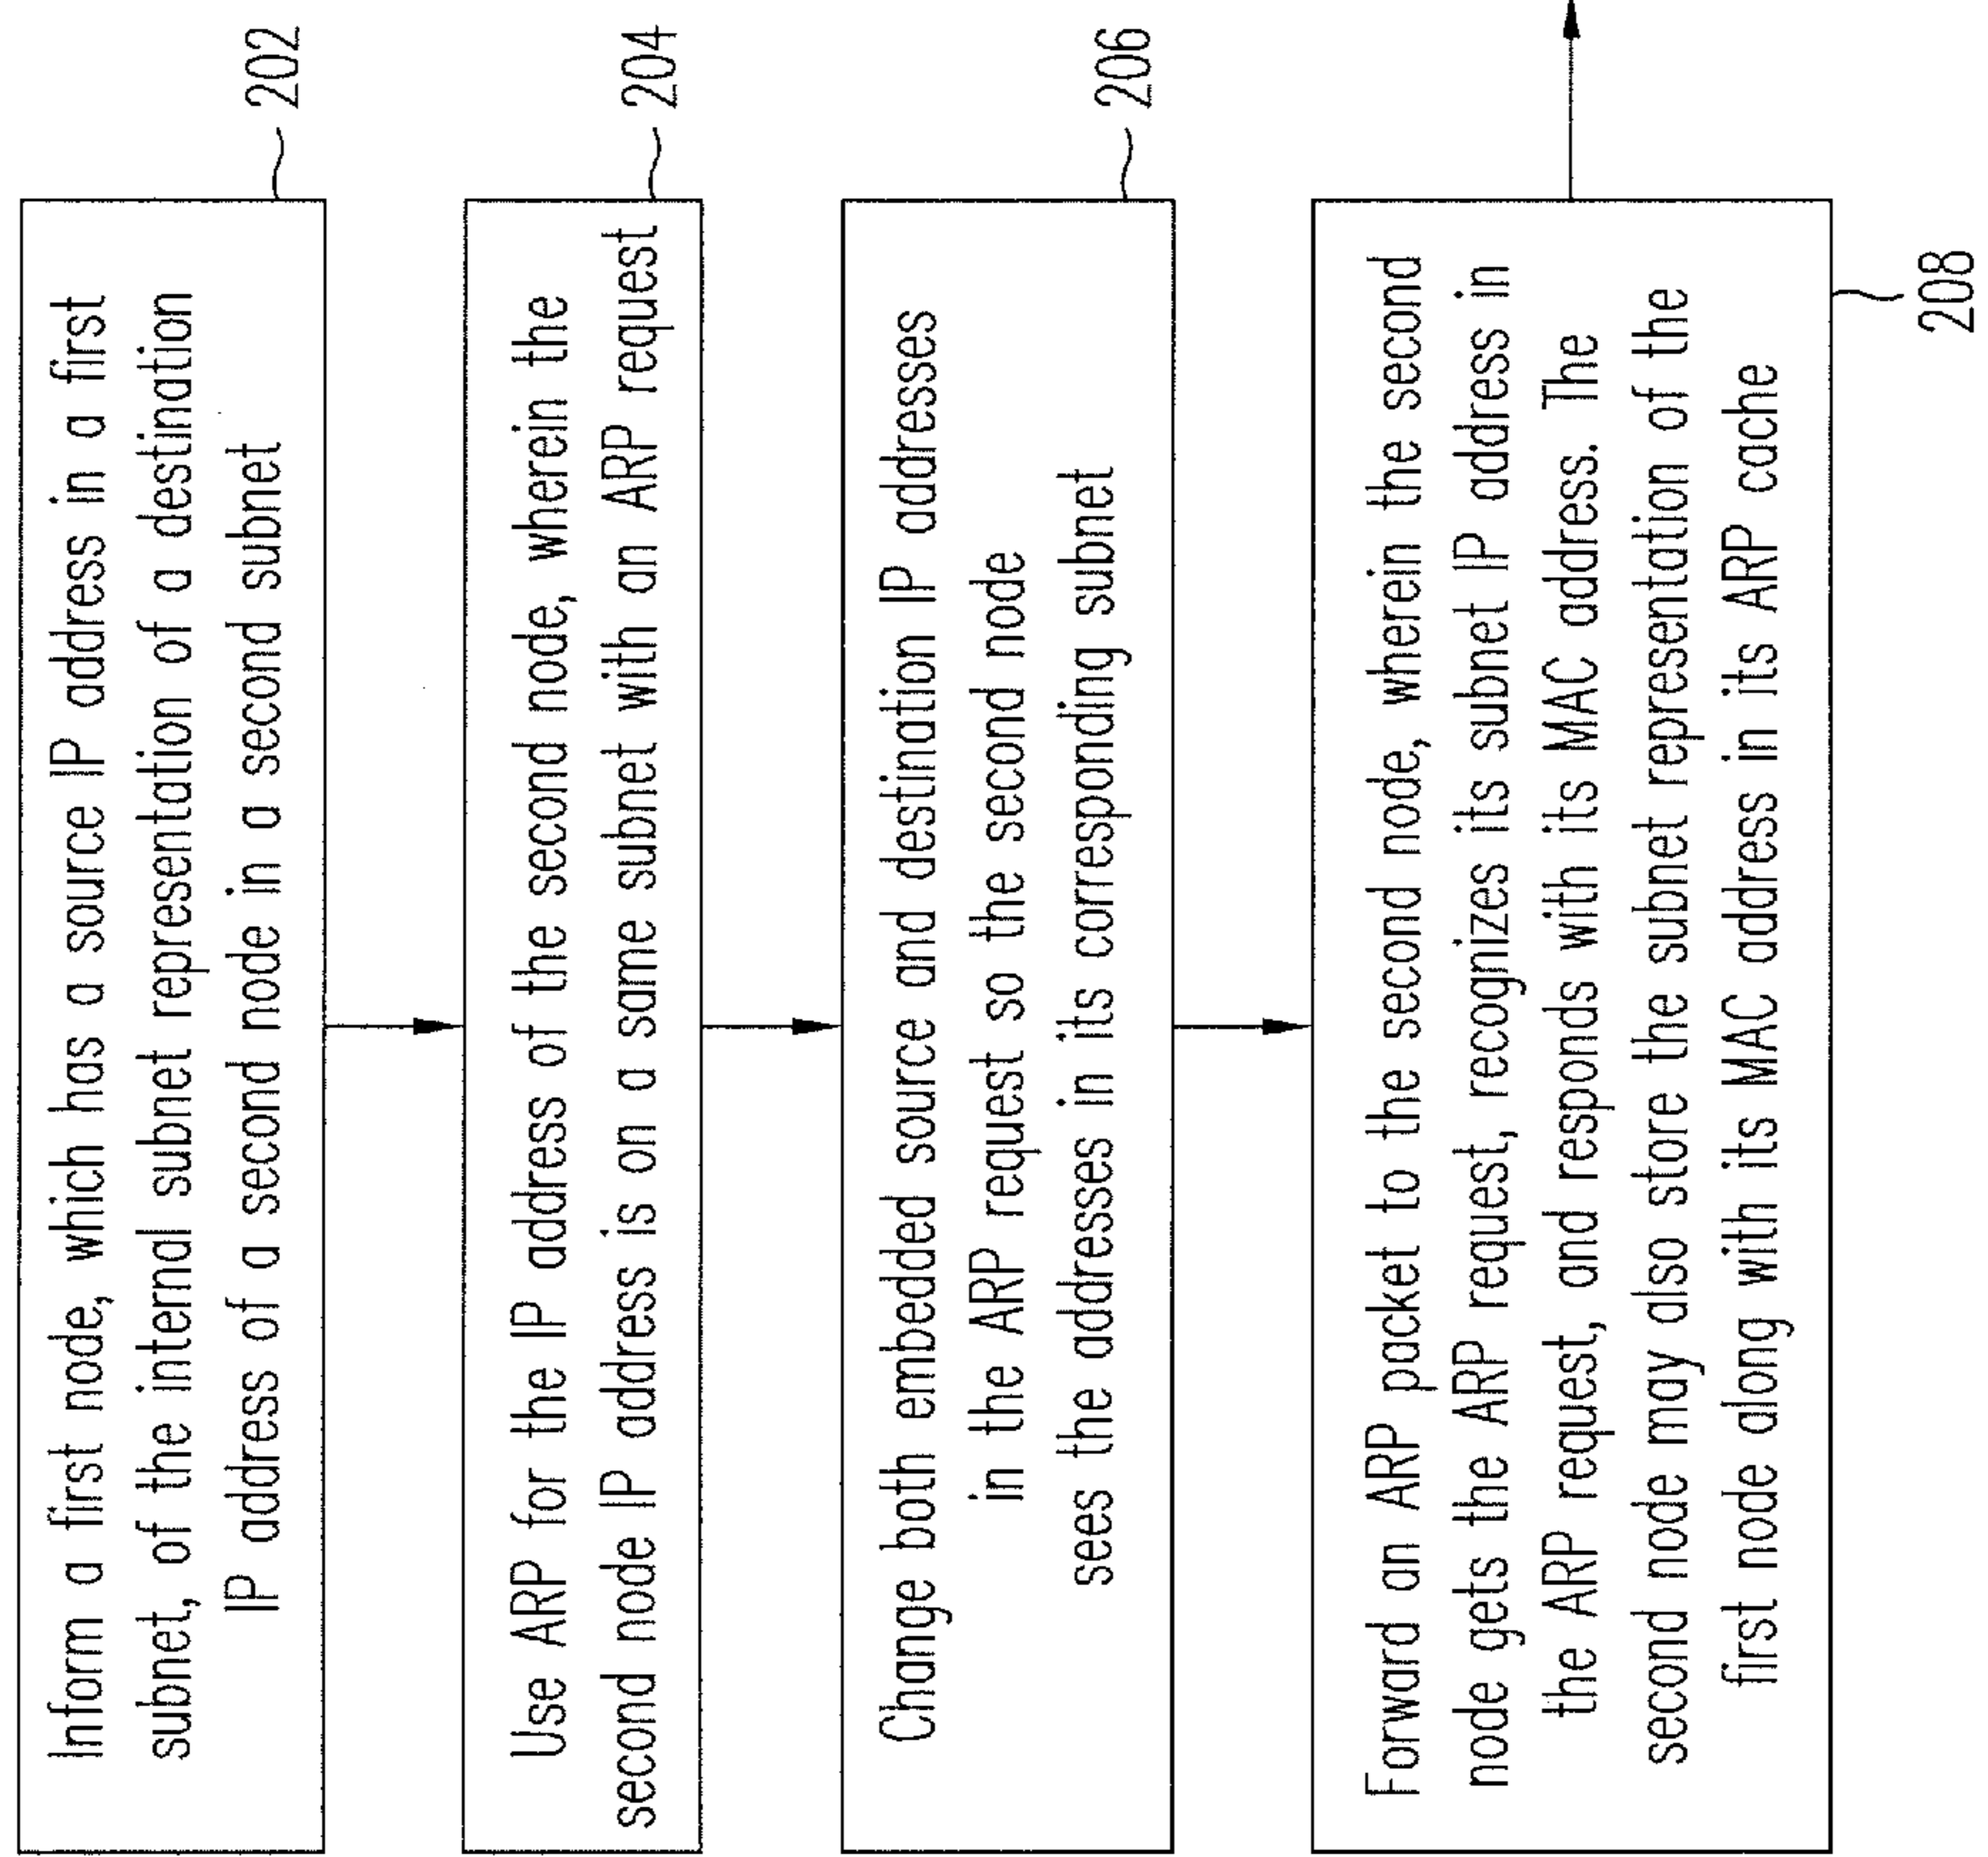 Inform a first node, which has a source IP address in a first
subnet, of the internal subnet representation of a destination
IP address of a second node in a second subnet
202
Use ARP for the IP address of the second node, wherein the
second node IP address is on a same subnet with an ARP request
204
Change both embedded source and destination IP addresses
in the ARP request so the second node
sees the addresses in its corresponding subnet
206
Forward an ARP packet to the second node, wherein the second
node gets the ARP request, recognizes its subnet IP address in
the ARP request, and responds with its MAC address. The
second node may also store the subnet representation of the
first node along with its MAC address in its ARP cache
208